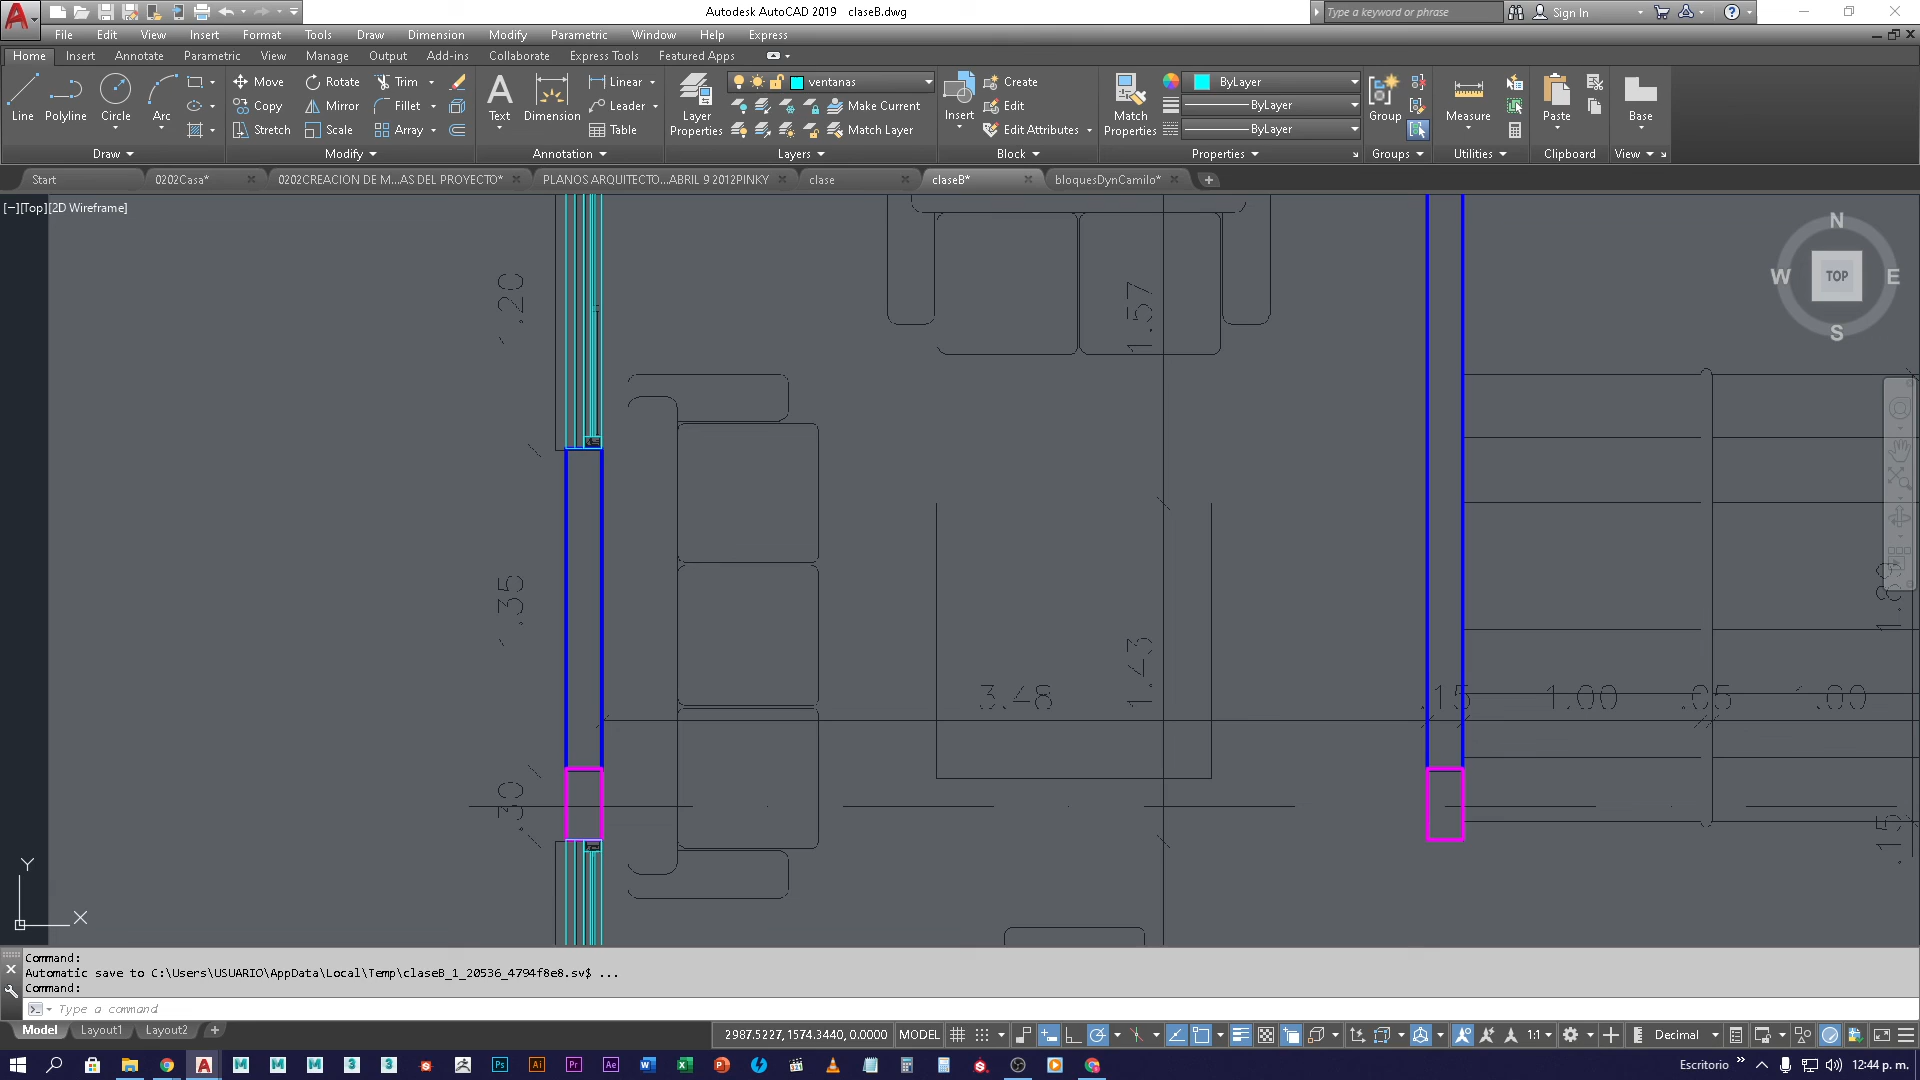 Autodesk AutoCAD 2019 claseB.dwg
Type a keyword or phrase
Sign In
File Edit View Insert Format Tools Draw Dimension Modify Parametric Window Help Express
Home Insert Annotate Parametric View Manage Output Add-ins Collaborate Express Tools Featured Apps
Line Polyline Circle Arc
Move Rotate Trim
Copy Mirror Fillet
Stretch Scale Array
Text Dimension
Linear
Leader
Table
Layer Properties
ventanas
Make Current
Match Layer
Insert
Create
Edit
Edit Attributes
Match Properties
ByLayer
ByLayer
ByLayer
Group
Measure
Paste
Base
Draw Modify Annotation Layers Block Properties Groups Utilities Clipboard View
Start 0202Casa* 0202CREACION DE M...AS DEL PROYECTO* PLANOS ARQUITECTO...ABRIL 9 2012PINKY clase claseB* bloquesDynCamilo*
[−][Top][2D Wireframe]
N
W TOP E
S
1.20
1.57
1.35
1.43
3.48
.15 1.00 .05 1.00
.30
.15
Y
X
Command:
Automatic save to C:\Users\USUARIO\AppData\Local\Temp\claseB_1_20536_4794f8e8.sv$ ...
Command:
Type a command
Model Layout1 Layout2
2987.5227, 1574.3440, 0.0000 MODEL
1:1
Decimal
Escritorio
12:44 p. m.